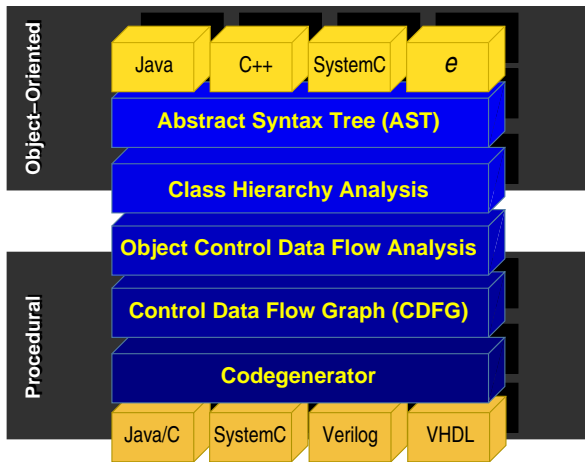 Object-Oriented
Java
C++
SystemC
e
Abstract Syntax Tree (AST)
Class Hierarchy Analysis
Object Control Data Flow Analysis
Procedural
Control Data Flow Graph (CDFG)
Codegenerator
Java/C
SystemC
Verilog
VHDL